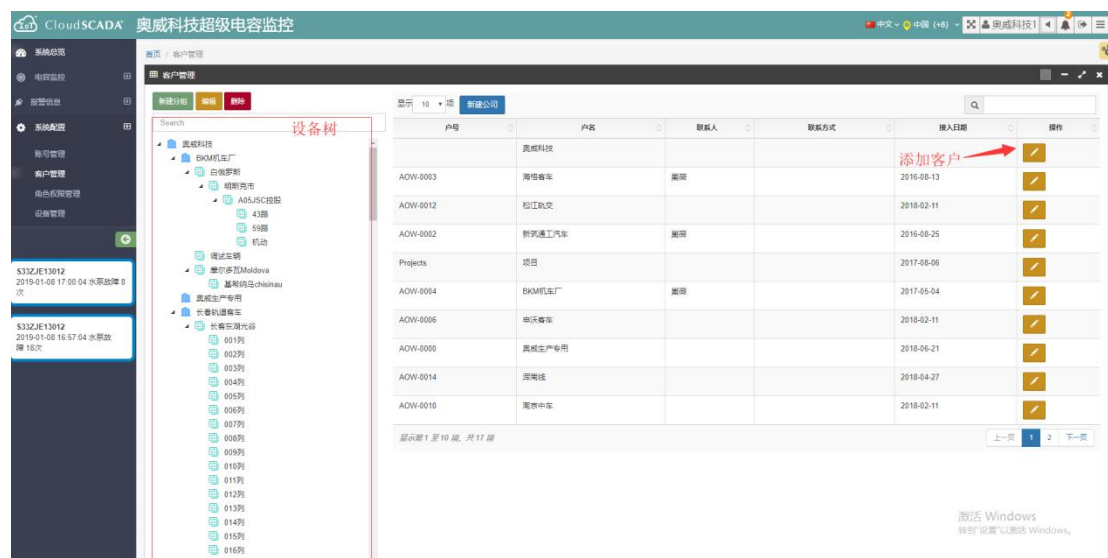 IoT CloudSCADA 奥威科技超级电容监控 中文 中国 (+8) 奥威科技1
系统总览
电容监控
报警信息
系统配置
账号管理
客户管理
角色权限管理
设备管理
S33ZJE13012
2019-01-08 17:00:04 水泵故障 8
次
S33ZJE13012
2019-01-08 16:57:04 水泵故
障 18次
首页 / 客户管理
客户管理
新建分组 编辑 删除
Search
设备树
奥威科技
BKM机车厂
白俄罗斯
明斯克市
A05JSC控股
43路
59路
机动
调试车辆
摩尔多瓦Moldova
基希纳乌chisinau
奥威生产专用
长春轨道客车
长客东湖光谷
001列
002列
003列
004列
005列
006列
007列
008列
009列
010列
011列
012列
013列
014列
015列
016列
显示 10 项 新建公司
户号 户名 联系人 联系方式 接入日期 操作
奥威科技
添加客户
AOW-0003 海格客车 巢薇 2016-08-13
AOW-0012 松江轨交 2018-02-11
AOW-0002 新筑通工汽车 巢薇 2016-08-25
Projects 项目 2017-08-06
AOW-0004 BKM机车厂 巢薇 2017-05-04
AOW-0006 申沃客车 2018-02-11
AOW-0000 奥威生产专用 2018-06-21
AOW-0014 浑南线 2018-04-27
AOW-0010 南京中车 2018-02-11
显示第 1 至 10 项, 共 17 项
上一页 1 2 下一页
激活 Windows
转到“设置”以激活 Windows。